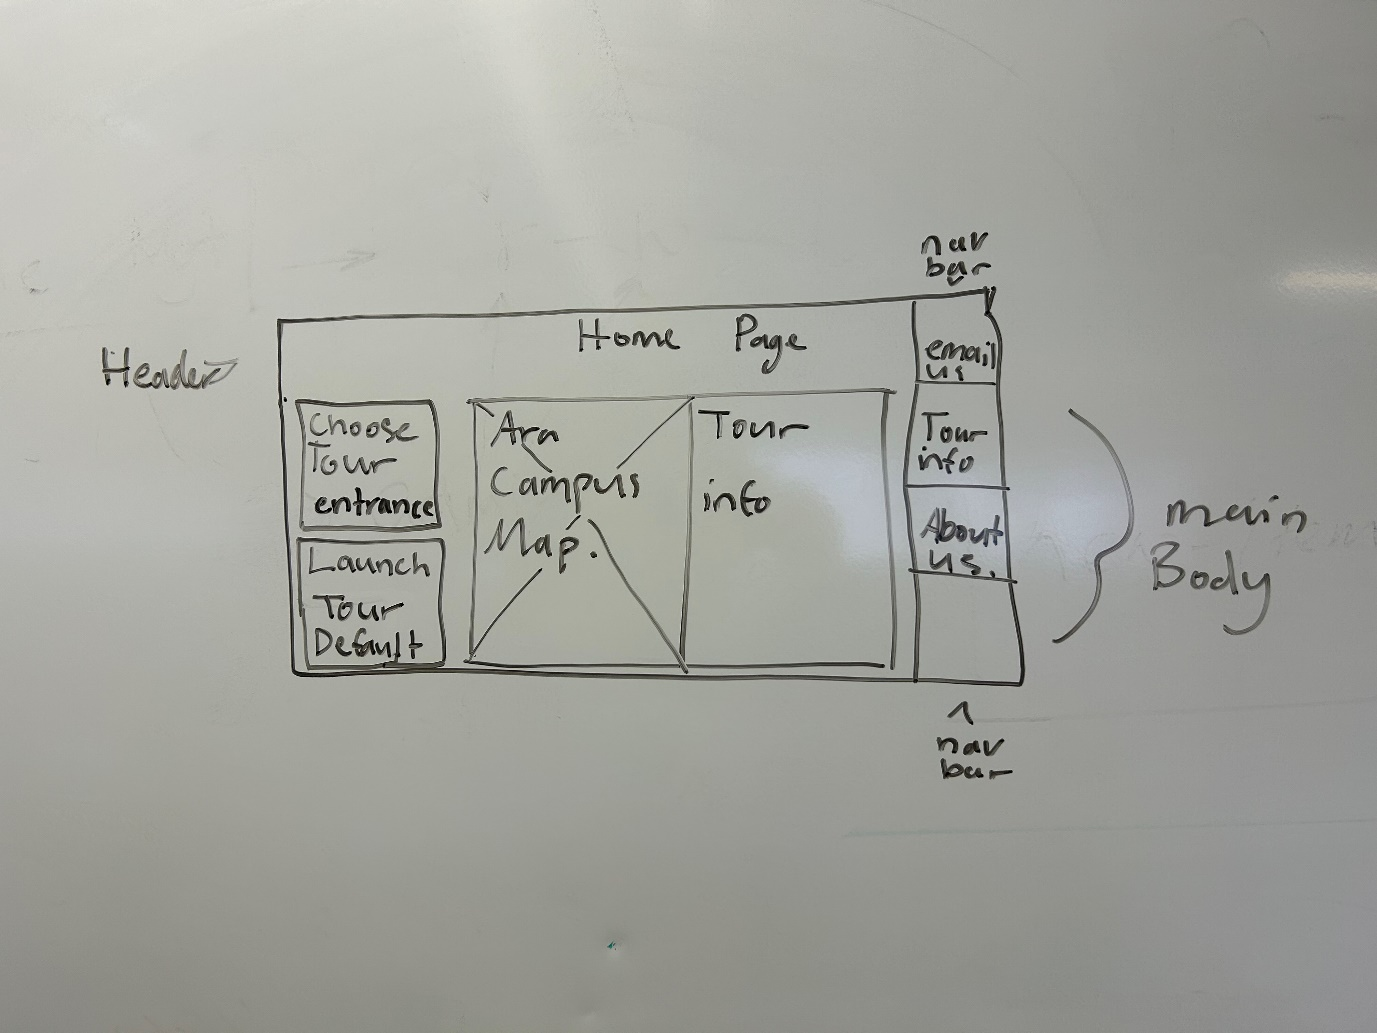 nav
bar
Home Page
Header
email
us
Choose
Tour
entrance
Ara
Campus
Map.
Tour
info
Tour
info
About
us.
main
Body
Launch
Tour
Default
nav
bar